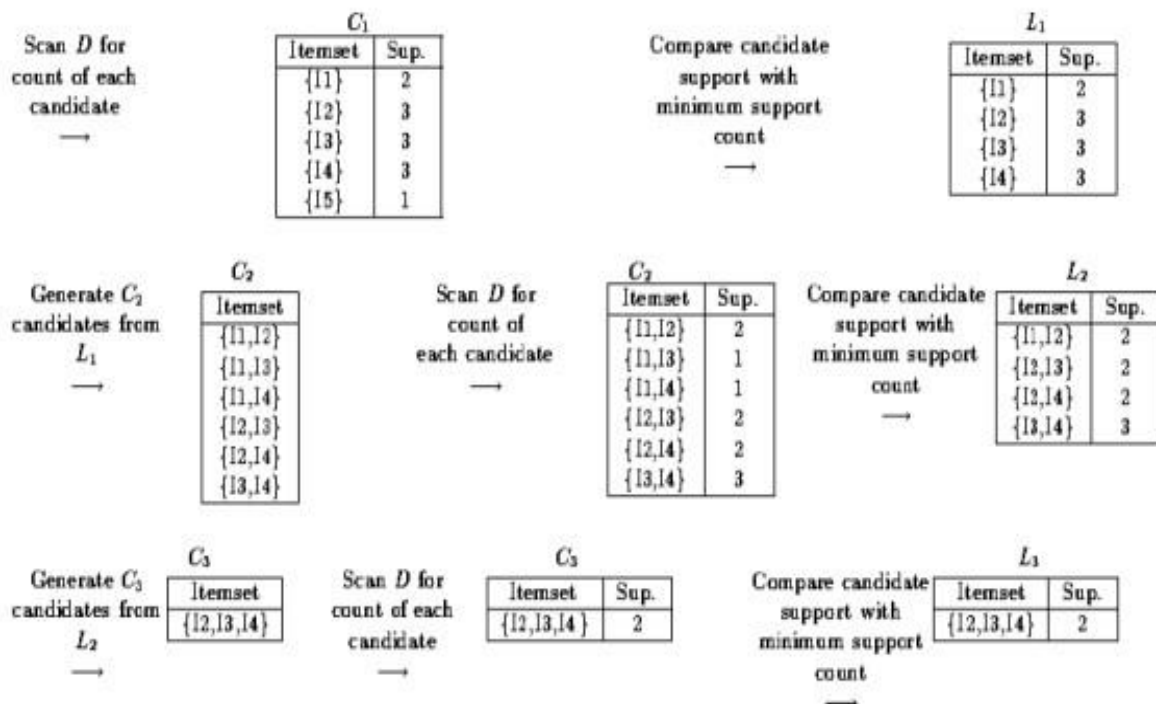 Scan D for
count of each
candidate
→
C₁
Itemset Sup.
{I1} 2
{I2} 3
{I3} 3
{I4} 3
{I5} 1
Compare candidate
support with
minimum support
count
→
L₁
Itemset Sup.
{I1} 2
{I2} 3
{I3} 3
{I4} 3
Generate C₂
candidates from
L₁
→
C₂
Itemset
{I1,I2}
{I1,I3}
{I1,I4}
{I2,I3}
{I2,I4}
{I3,I4}
Scan D for
count of
each candidate
→
C₂
Itemset Sup.
{I1,I2} 2
{I1,I3} 1
{I1,I4} 1
{I2,I3} 2
{I2,I4} 2
{I3,I4} 3
Compare candidate
support with
minimum support
count
→
L₂
Itemset Sup.
{I1,I2} 2
{I2,I3} 2
{I2,I4} 2
{I3,I4} 3
Generate C₃
candidates from
L₂
→
C₃
Itemset
{I2,I3,I4}
Scan D for
count of each
candidate
→
C₃
Itemset Sup.
{I2,I3,I4} 2
Compare candidate
support with
minimum support
count
→
L₃
Itemset Sup.
{I2,I3,I4} 2